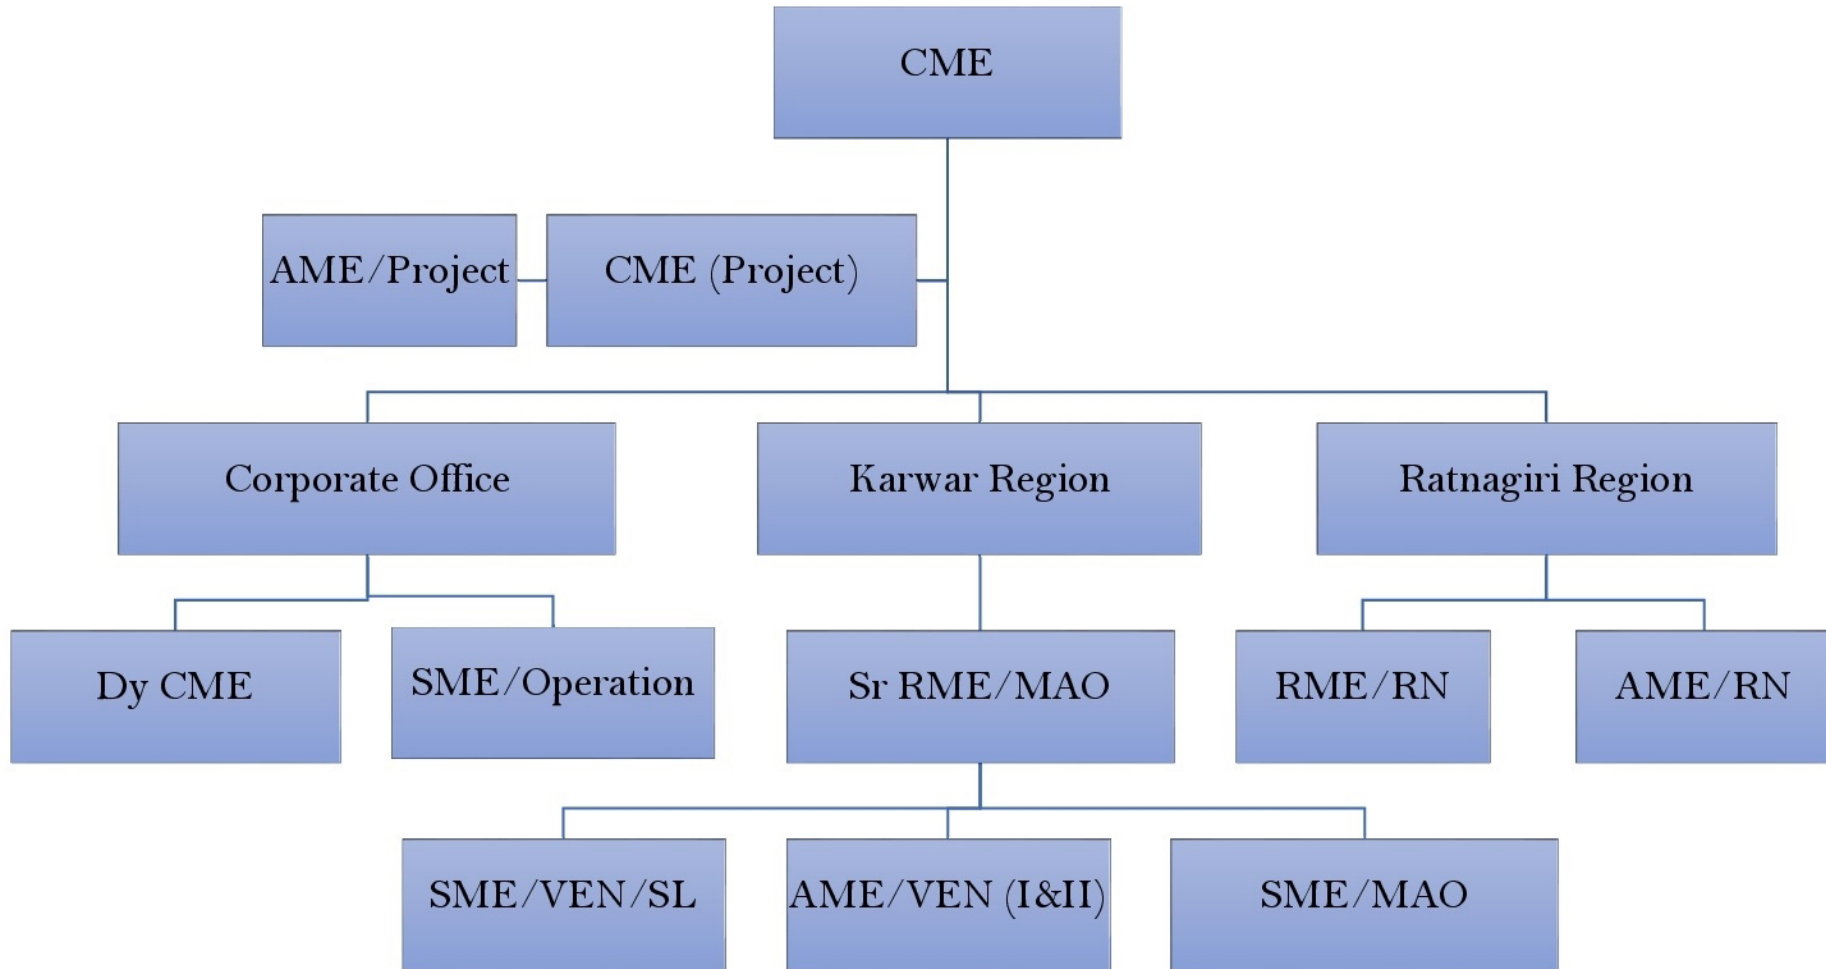 CME
AME/Project
CME (Project)
Corporate Office
Karwar Region
Ratnagiri Region
Dy CME
SME/Operation
Sr RME/MAO
RME/RN
AME/RN
SME/VEN/SL
AME/VEN (I&II)
SME/MAO